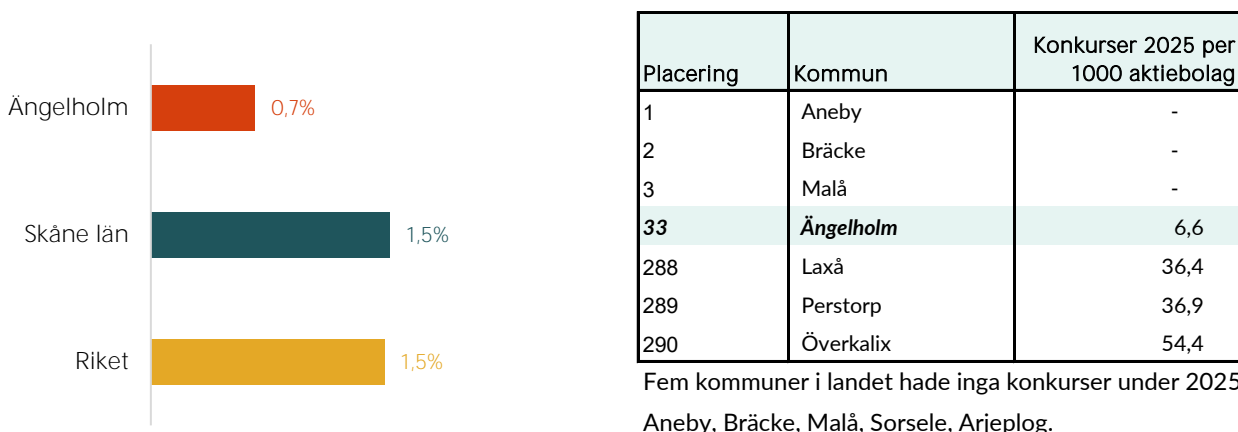 Ängelholm 0,7%
Skåne län 1,5%
Riket 1,5%
Placering Kommun Konkurser 2025 per 1000 aktiebolag
1 Aneby -
2 Bräcke -
3 Malå -
33 Ängelholm 6,6
288 Laxå 36,4
289 Perstorp 36,9
290 Överkalix 54,4
Fem kommuner i landet hade inga konkurser under 2025
Aneby, Bräcke, Malå, Sorsele, Arjeplog.